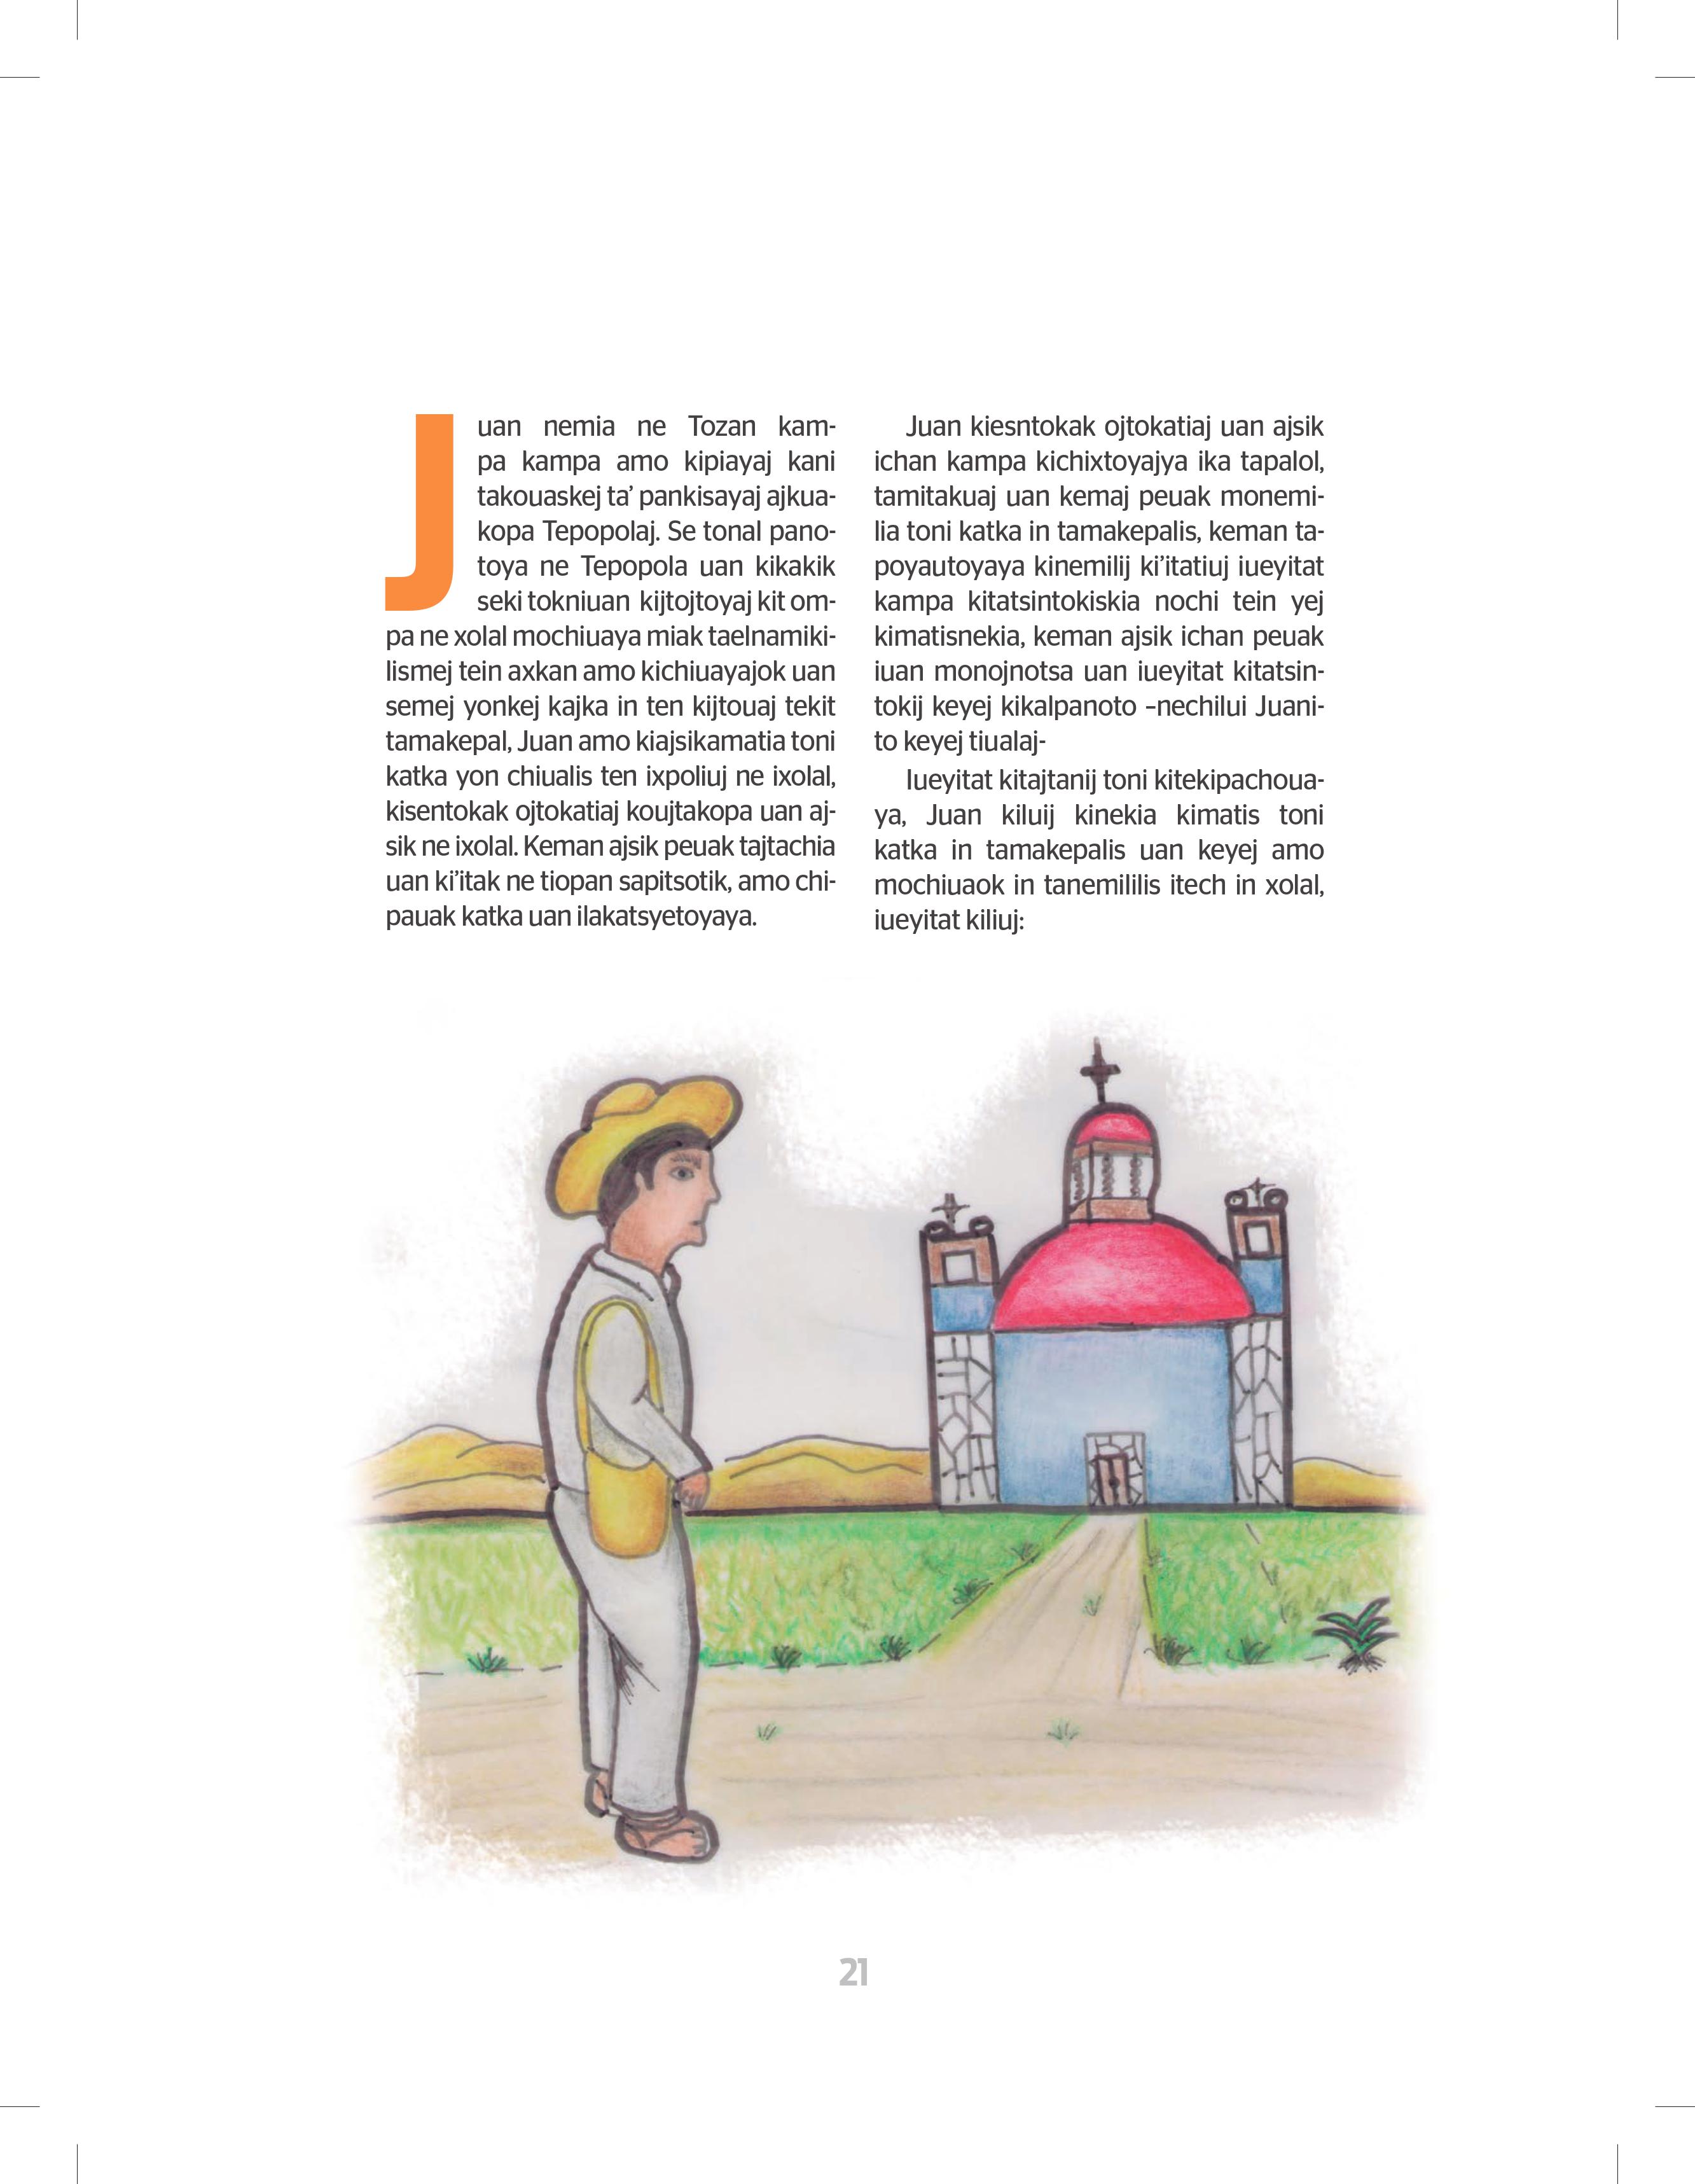 Juan nemia ne Tozan kam-
pa kampa amo kipiayaj kani
takouaskej ta’ pankisayaj ajkua-
kopa Tepopolaj. Se tonal pano-
toya ne Tepopola uan kikakik
seki tokniuan kijtojtoyaj kit om-
pa ne xolal mochiuaya miak taelnamiki-
lismej tein axkan amo kichiuayajok uan
semej yonkej kajka in ten kijtouaj tekit
tamakepal, Juan amo kiajsikamatia toni
katka yon chiualis ten ixpoliuj ne ixolal,
kisentokak ojtokatiaj koujtakopa uan aj-
sik ne ixolal. Keman ajsik peuak tajtachia
uan ki’itak ne tiopan sapitsotik, amo chi-
pauak katka uan ilakatsyetoyaya.
Juan kiesntokak ojtokatiaj uan ajsik
ichan kampa kichixtoyajya ika tapalol,
tamitakuaj uan kemaj peuak monemi-
lia toni katka in tamakepalis, keman ta-
poyautoyaya kinemilij ki’itatiuj iueyitat
kampa kitatsintokiskia nochi tein yej
kimatisnekia, keman ajsik ichan peuak
iuan monojnotsa uan iueyitat kitatsin-
tokij keyej kikalpanoto –nechilui Juani-
to keyej tiualaj-
Iueyitat kitajtanij toni kitekipachoua-
ya, Juan kiluij kinekia kimatis toni
katka in tamakepalis uan keyej amo
mochiuaok in tanemililis itech in xolal,
iueyitat kiliuj:
21